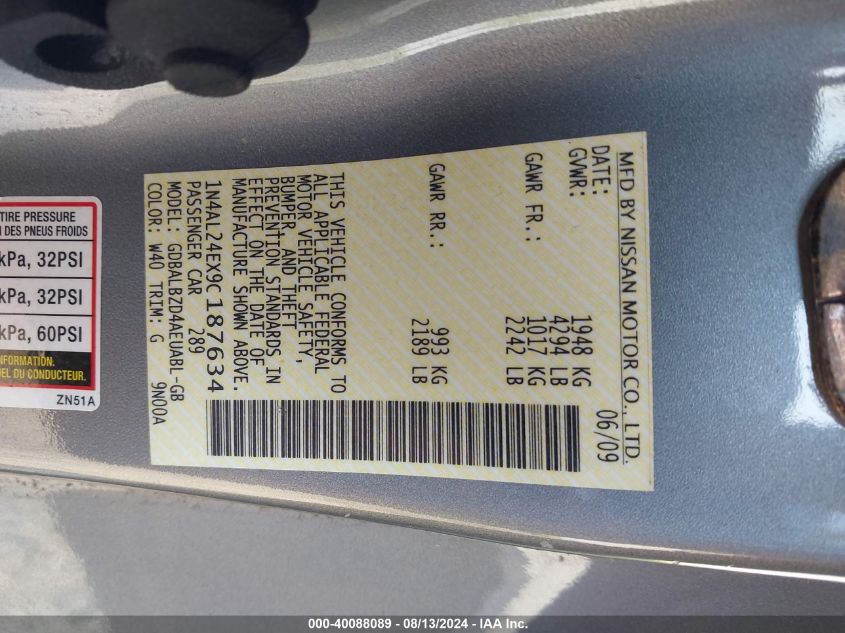 MFD BY NISSAN MOTOR CO., LTD.
DATE: 06/09
GVWR: 1948 KG
4294 LB
GAWR FR.: 1017 KG
2242 LB
GAWR RR.: 993 KG
2189 LB
THIS VEHICLE CONFORMS TO
ALL APPLICABLE FEDERAL
MOTOR VEHICLE SAFETY,
BUMPER, AND THEFT
PREVENTION STANDARDS IN
EFFECT ON THE DATE OF
MANUFACTURE SHOWN ABOVE.
1N4AL24EX9C187634
PASSENGER CAR 289
MODEL: GDBALBZD4AEUABL-GB
COLOR: W40 TRIM: G 9N00A
TIRE PRESSURE
DES PNEUS FROIDS
kPa, 32PSI
kPa, 32PSI
kPa, 60PSI
INFORMATION.
DU CONDUCTEUR.
ZN51A
000-40088089 - 08/13/2024 - IAA Inc.